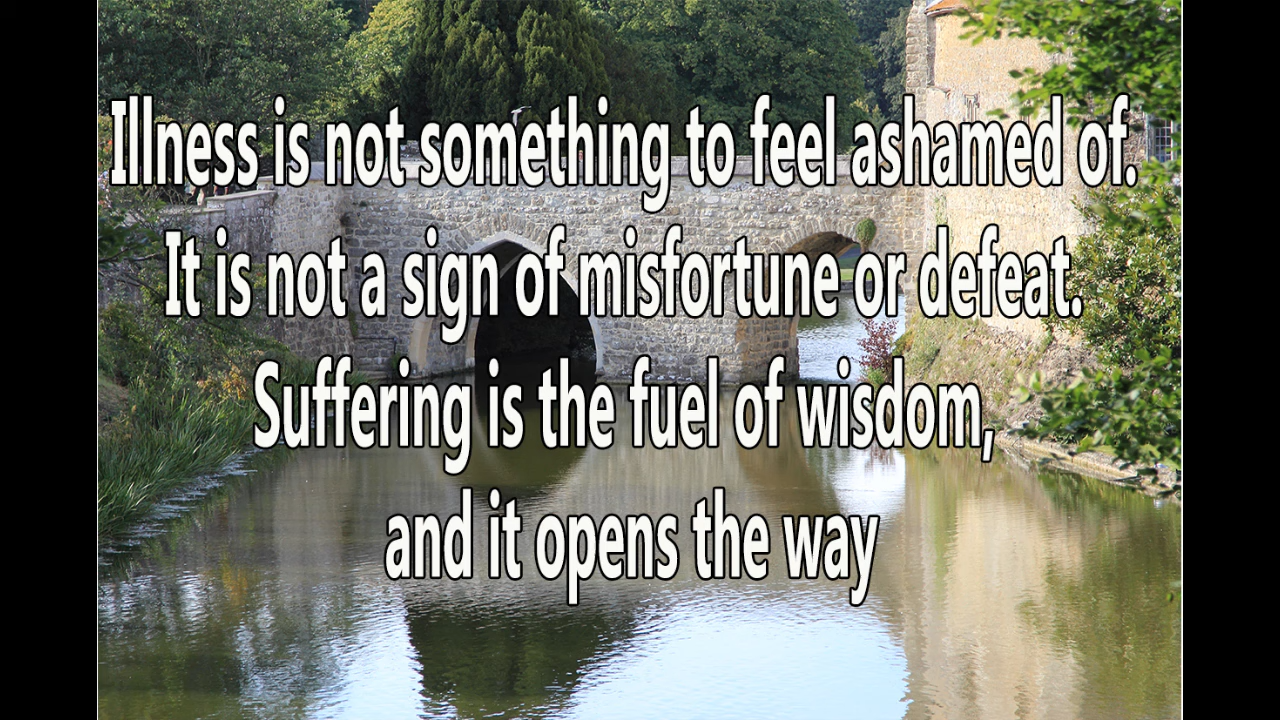 Illness is not something to feel ashamed of.
It is not a sign of misfortune or defeat.
Suffering is the fuel of wisdom,
and it opens the way